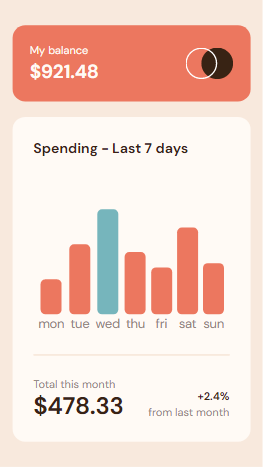 My balance
$921.48
Spending - Last 7 days
mon tue wed thu fri sat sun
Total this month
$478.33
+2.4%
from last month